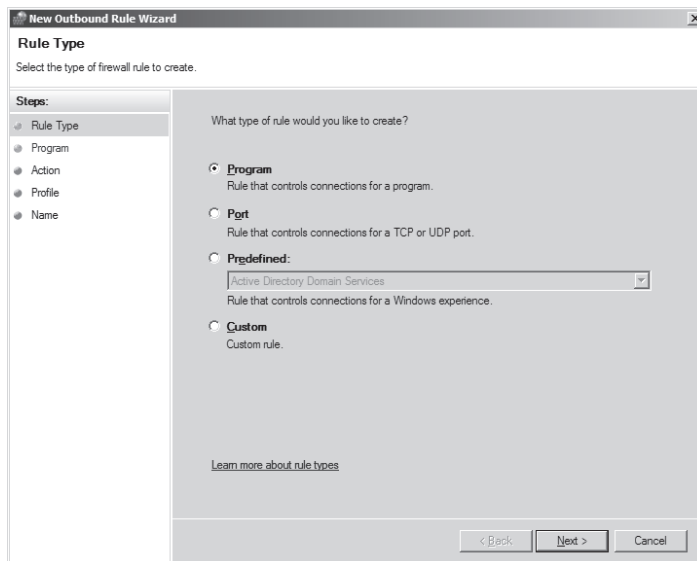 New Outbound Rule Wizard
Rule Type
Select the type of firewall rule to create.
Steps:
Rule Type
Program
Action
Profile
Name
What type of rule would you like to create?
Program
Rule that controls connections for a program.
Port
Rule that controls connections for a TCP or UDP port.
Predefined:
Active Directory Domain Services
Rule that controls connections for a Windows experience.
Custom
Custom rule.
Learn more about rule types
< Back
Next >
Cancel